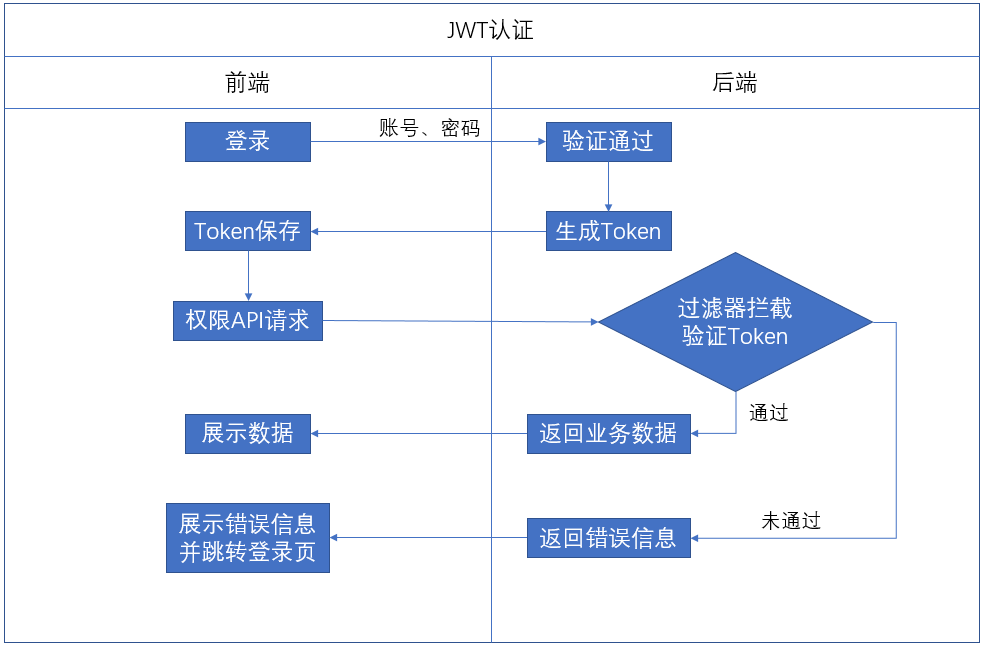 JWT认证
前端
后端
登录
账号、密码
验证通过
Token保存
生成Token
权限API请求
过滤器拦截
验证Token
通过
展示数据
返回业务数据
未通过
展示错误信息
并跳转登录页
返回错误信息